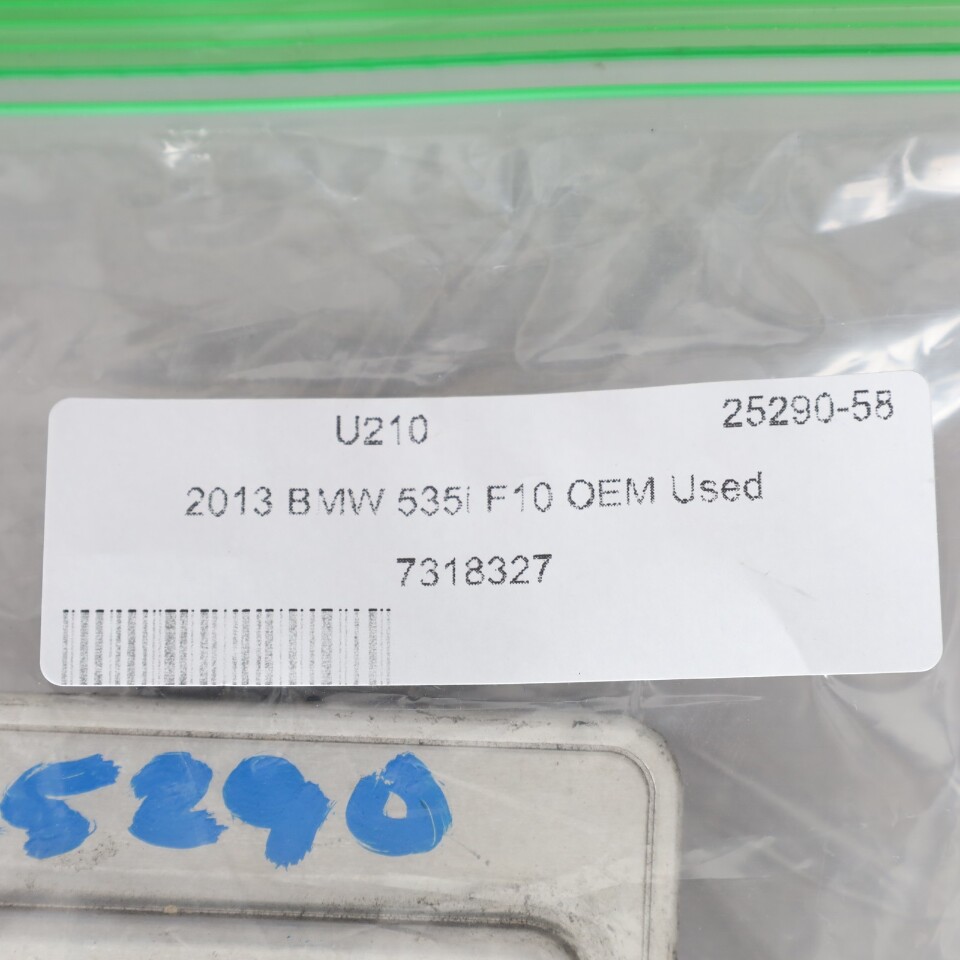 U210 25290-58
2013 BMW 535i F10 OEM Used
7318327
5290